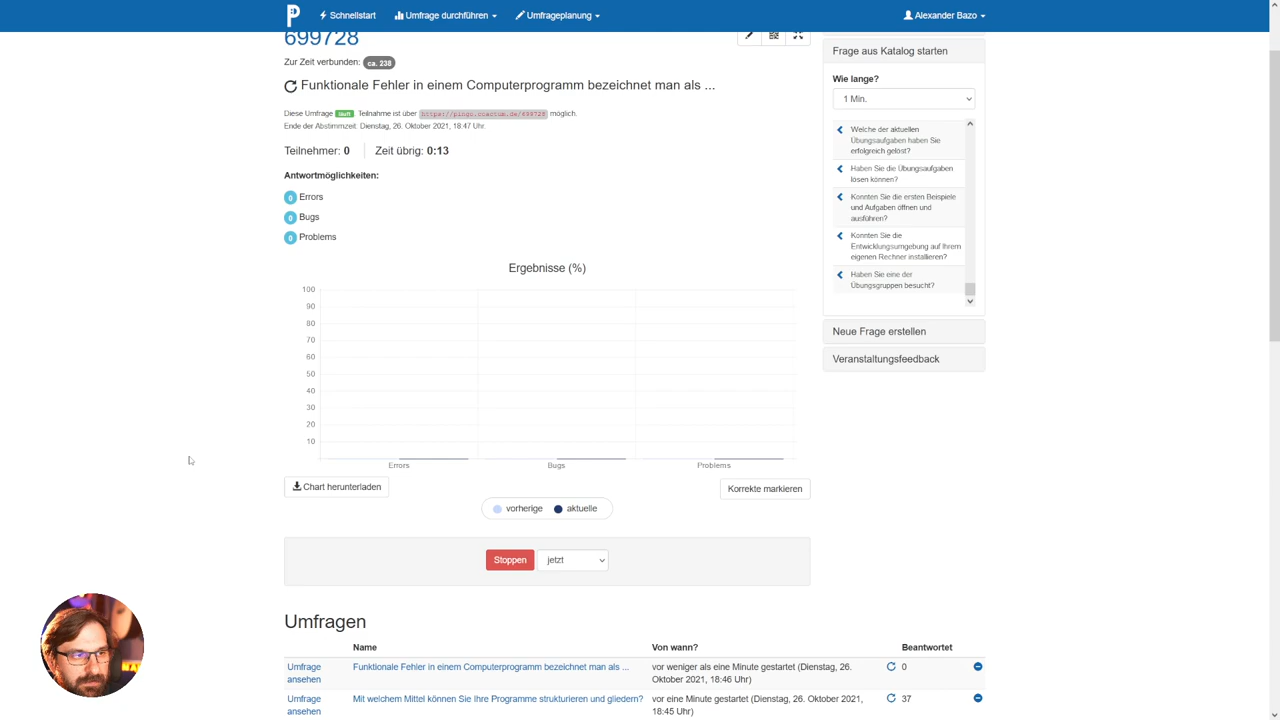 Schnellstart
Umfrage durchführen
Umfrageplanung
Alexander Bazo
699728
Zur Zeit verbunden: ca. 238
Funktionale Fehler in einem Computerprogramm bezeichnet man als ...
Diese Umfrage läuft Teilnahme ist über https://pingo.coactum.de/699728 möglich.
Ende der Abstimmzeit: Dienstag, 26. Oktober 2021, 18:47 Uhr.
Teilnehmer: 0
Zeit übrig: 0:13
Antwortmöglichkeiten:
0 Errors
0 Bugs
0 Problems
Ergebnisse (%)
100
90
80
70
60
50
40
30
20
10
Errors
Bugs
Problems
Chart herunterladen
Korrekte markieren
vorherige
aktuelle
Stoppen
jetzt
Frage aus Katalog starten
Wie lange?
1 Min.
Welche der aktuellen
Übungsaufgaben haben Sie
erfolgreich gelöst?
Haben Sie die Übungsaufgaben
lösen können?
Konnten Sie die ersten Beispiele
und Aufgaben öffnen und
ausführen?
Konnten Sie die
Entwicklungsumgebung auf Ihrem
eigenen Rechner installieren?
Haben Sie eine der
Übungsgruppen besucht?
Neue Frage erstellen
Veranstaltungsfeedback
Umfragen
Name
Von wann?
Beantwortet
Umfrage
ansehen
Funktionale Fehler in einem Computerprogramm bezeichnet man als ...
vor weniger als eine Minute gestartet (Dienstag, 26.
Oktober 2021, 18:46 Uhr)
0
Umfrage
ansehen
Mit welchem Mittel können Sie Ihre Programme strukturieren und gliedern?
vor eine Minute gestartet (Dienstag, 26. Oktober 2021,
18:45 Uhr)
37